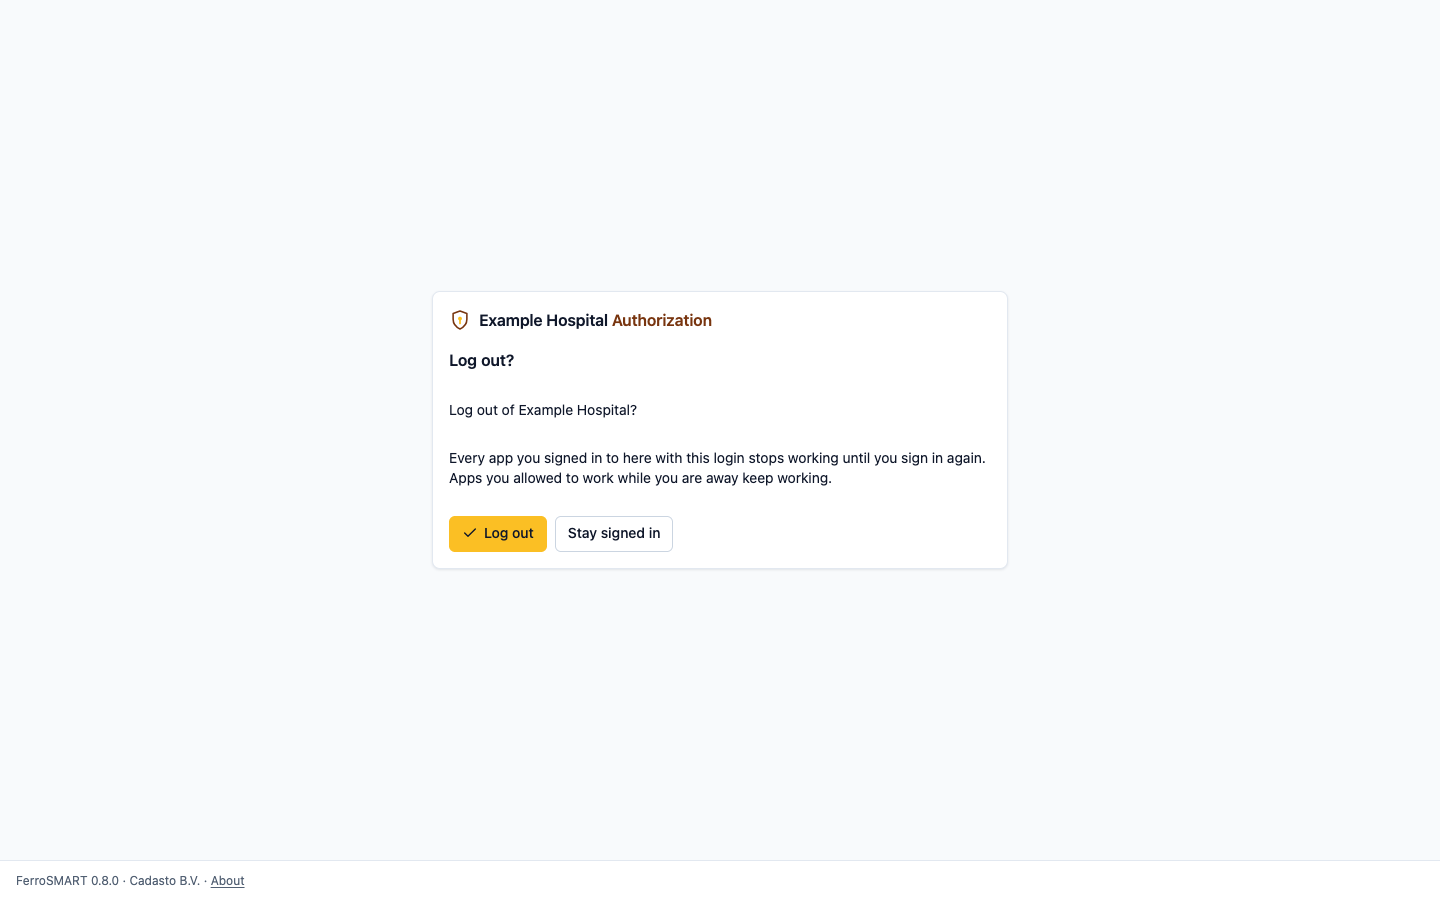 Example Hospital Authorization
Log out?
Log out of Example Hospital?
Every app you signed in to here with this login stops working until you sign in again.
Apps you allowed to work while you are away keep working.
Log out
Stay signed in
FerroSMART 0.8.0 · Cadasto B.V. · About